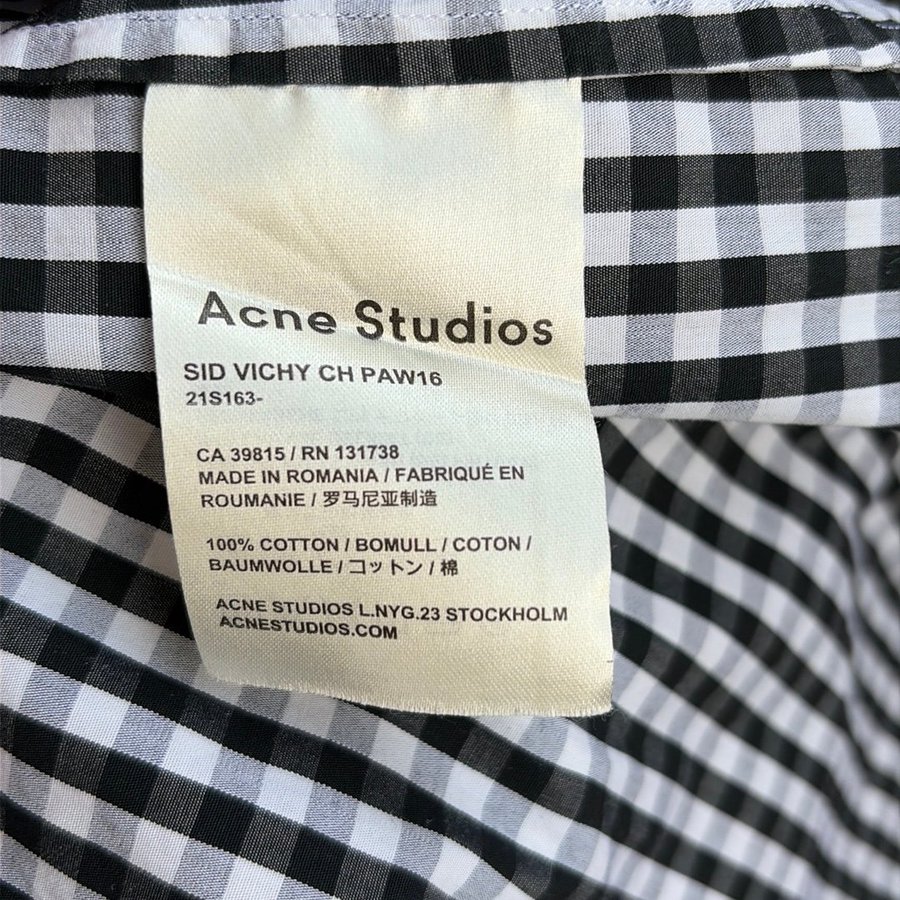 Acne Studios
SID VICHY CH PAW16
21S163-
CA 39815 / RN 131738
MADE IN ROMANIA / FABRIQUÉ EN
ROUMANIE / 罗马尼亚制造
100% COTTON / BOMULL / COTON /
BAUMWOLLE / コットン / 棉
ACNE STUDIOS L.NYG.23 STOCKHOLM
ACNESTUDIOS.COM